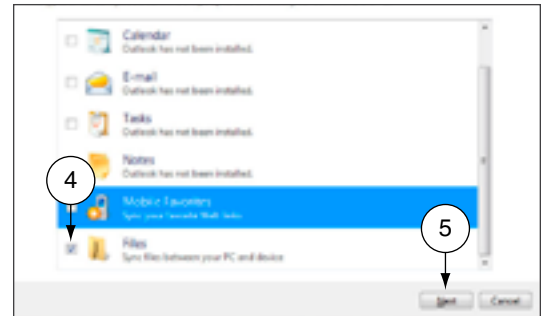 Calendar
Outlook has not been installed.
E-mail
Outlook has not been installed.
Tasks
Outlook has not been installed.
Notes
Outlook has not been installed.
4
Mobile Favorites
Sync your Favorite Web links
5
Files
Sync files between your PC and device
Next
Cancel